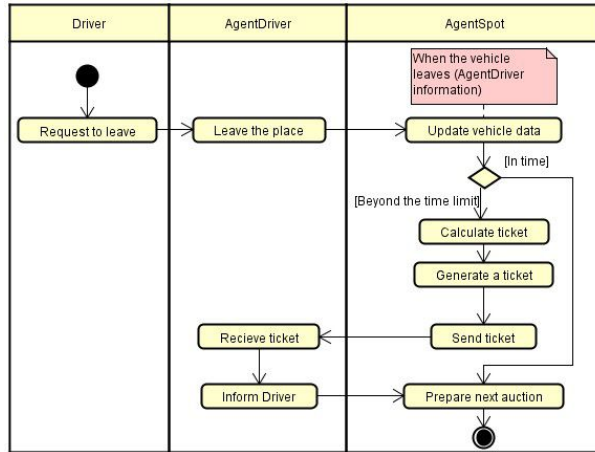 Driver
AgentDriver
AgentSpot
When the vehicle
leaves (AgentDriver
information)
Request to leave
Leave the place
Update vehicle data
[In time]
[Beyond the time limit]
Calculate ticket
Generate a ticket
Recieve ticket
Send ticket
Inform Driver
Prepare next auction